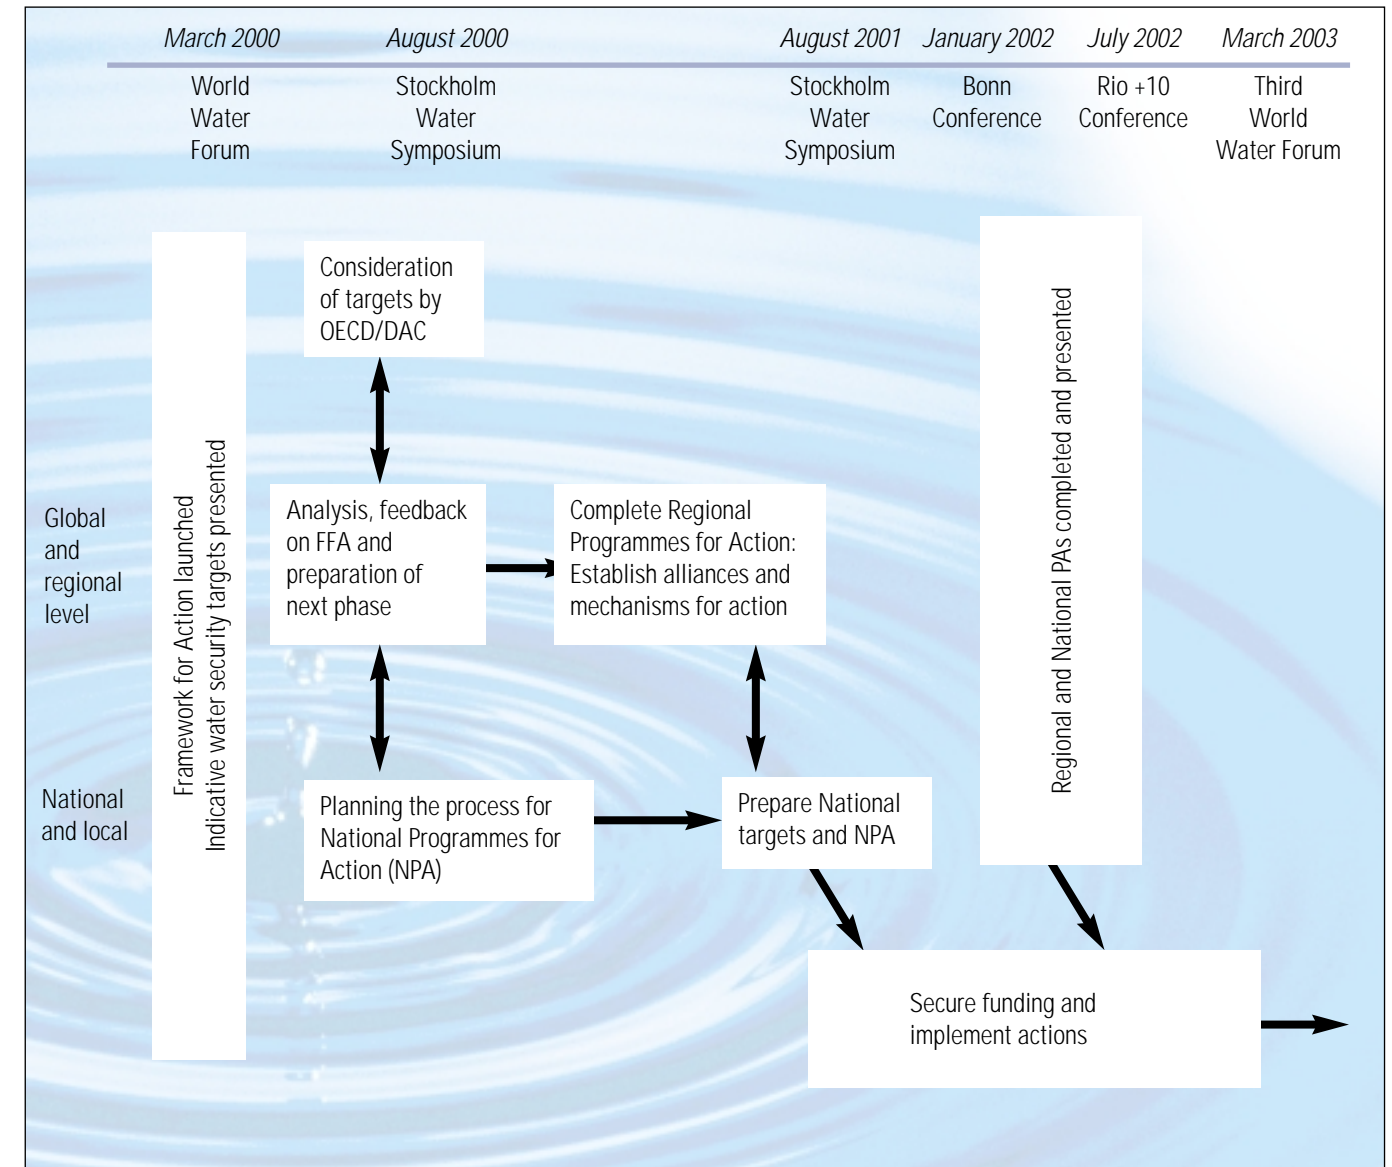 March 2000
August 2000
August 2001
January 2002
July 2002
March 2003
World
Water
Forum
Stockholm
Water
Symposium
Stockholm
Water
Symposium
Bonn
Conference
Rio +10
Conference
Third
World
Water Forum
Global
and
regional
level
National
and local
Framework for Action launched
Indicative water security targets presented
Consideration
of targets by
OECD/DAC
Analysis, feedback
on FFA and
preparation of
next phase
Complete Regional
Programmes for Action:
Establish alliances and
mechanisms for action
Planning the process for
National Programmes for
Action (NPA)
Prepare National
targets and NPA
Regional and National PAs completed and presented
Secure funding and
implement actions